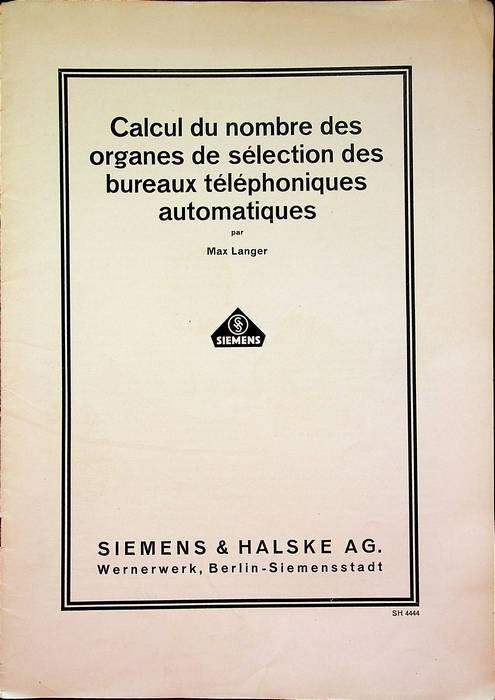 Calcul du nombre des
organes de sélection des
bureaux téléphoniques
automatiques
par
Max Langer
SIEMENS
SIEMENS & HALSKE AG.
Wernerwerk, Berlin-Siemensstadt
SH 4444